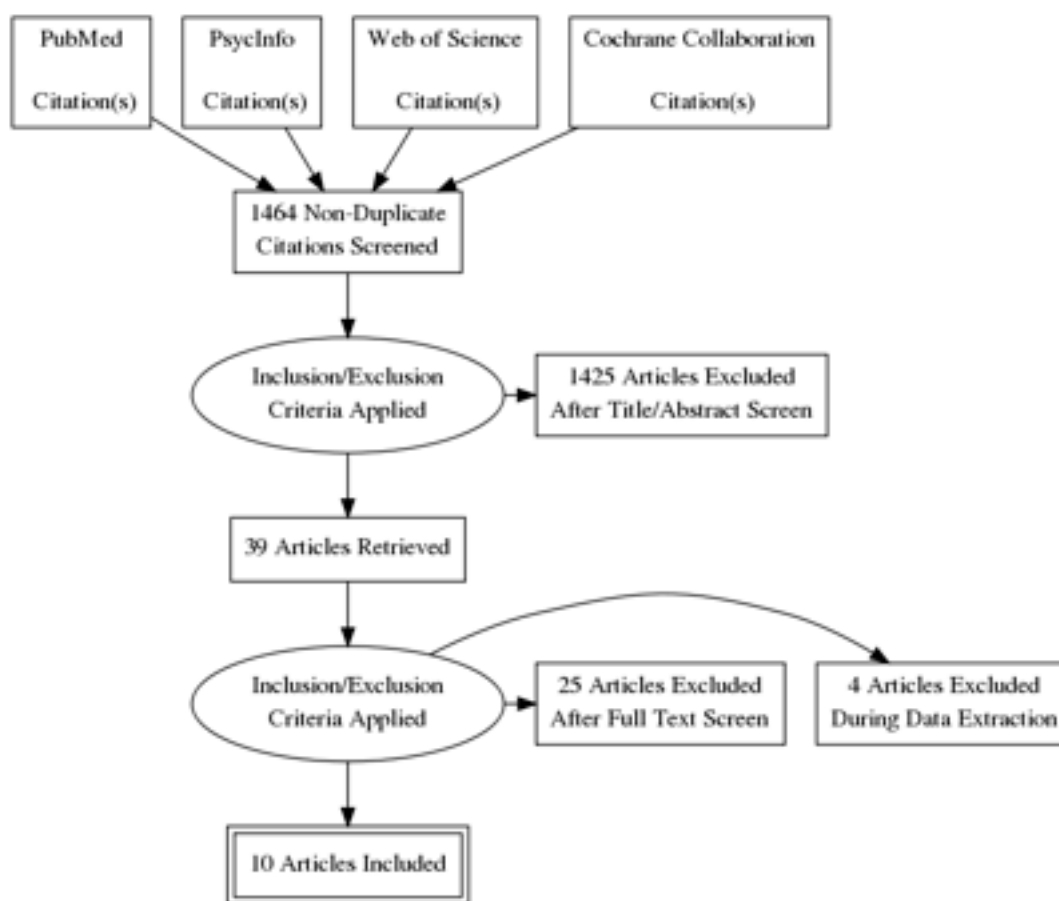 PubMed
Citation(s)
PsycInfo
Citation(s)
Web of Science
Citation(s)
Cochrane Collaboration
Citation(s)
1464 Non-Duplicate
Citations Screened
Inclusion/Exclusion
Criteria Applied
1425 Articles Excluded
After Title/Abstract Screen
39 Articles Retrieved
Inclusion/Exclusion
Criteria Applied
25 Articles Excluded
After Full Text Screen
4 Articles Excluded
During Data Extraction
10 Articles Included